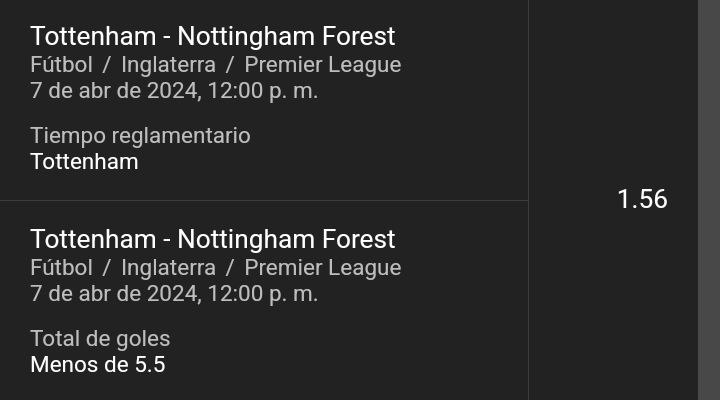 Tottenham - Nottingham Forest
Fútbol / Inglaterra / Premier League
7 de abr de 2024, 12:00 p. m.
Tiempo reglamentario
Tottenham
1.56
Tottenham - Nottingham Forest
Fútbol / Inglaterra / Premier League
7 de abr de 2024, 12:00 p. m.
Total de goles
Menos de 5.5